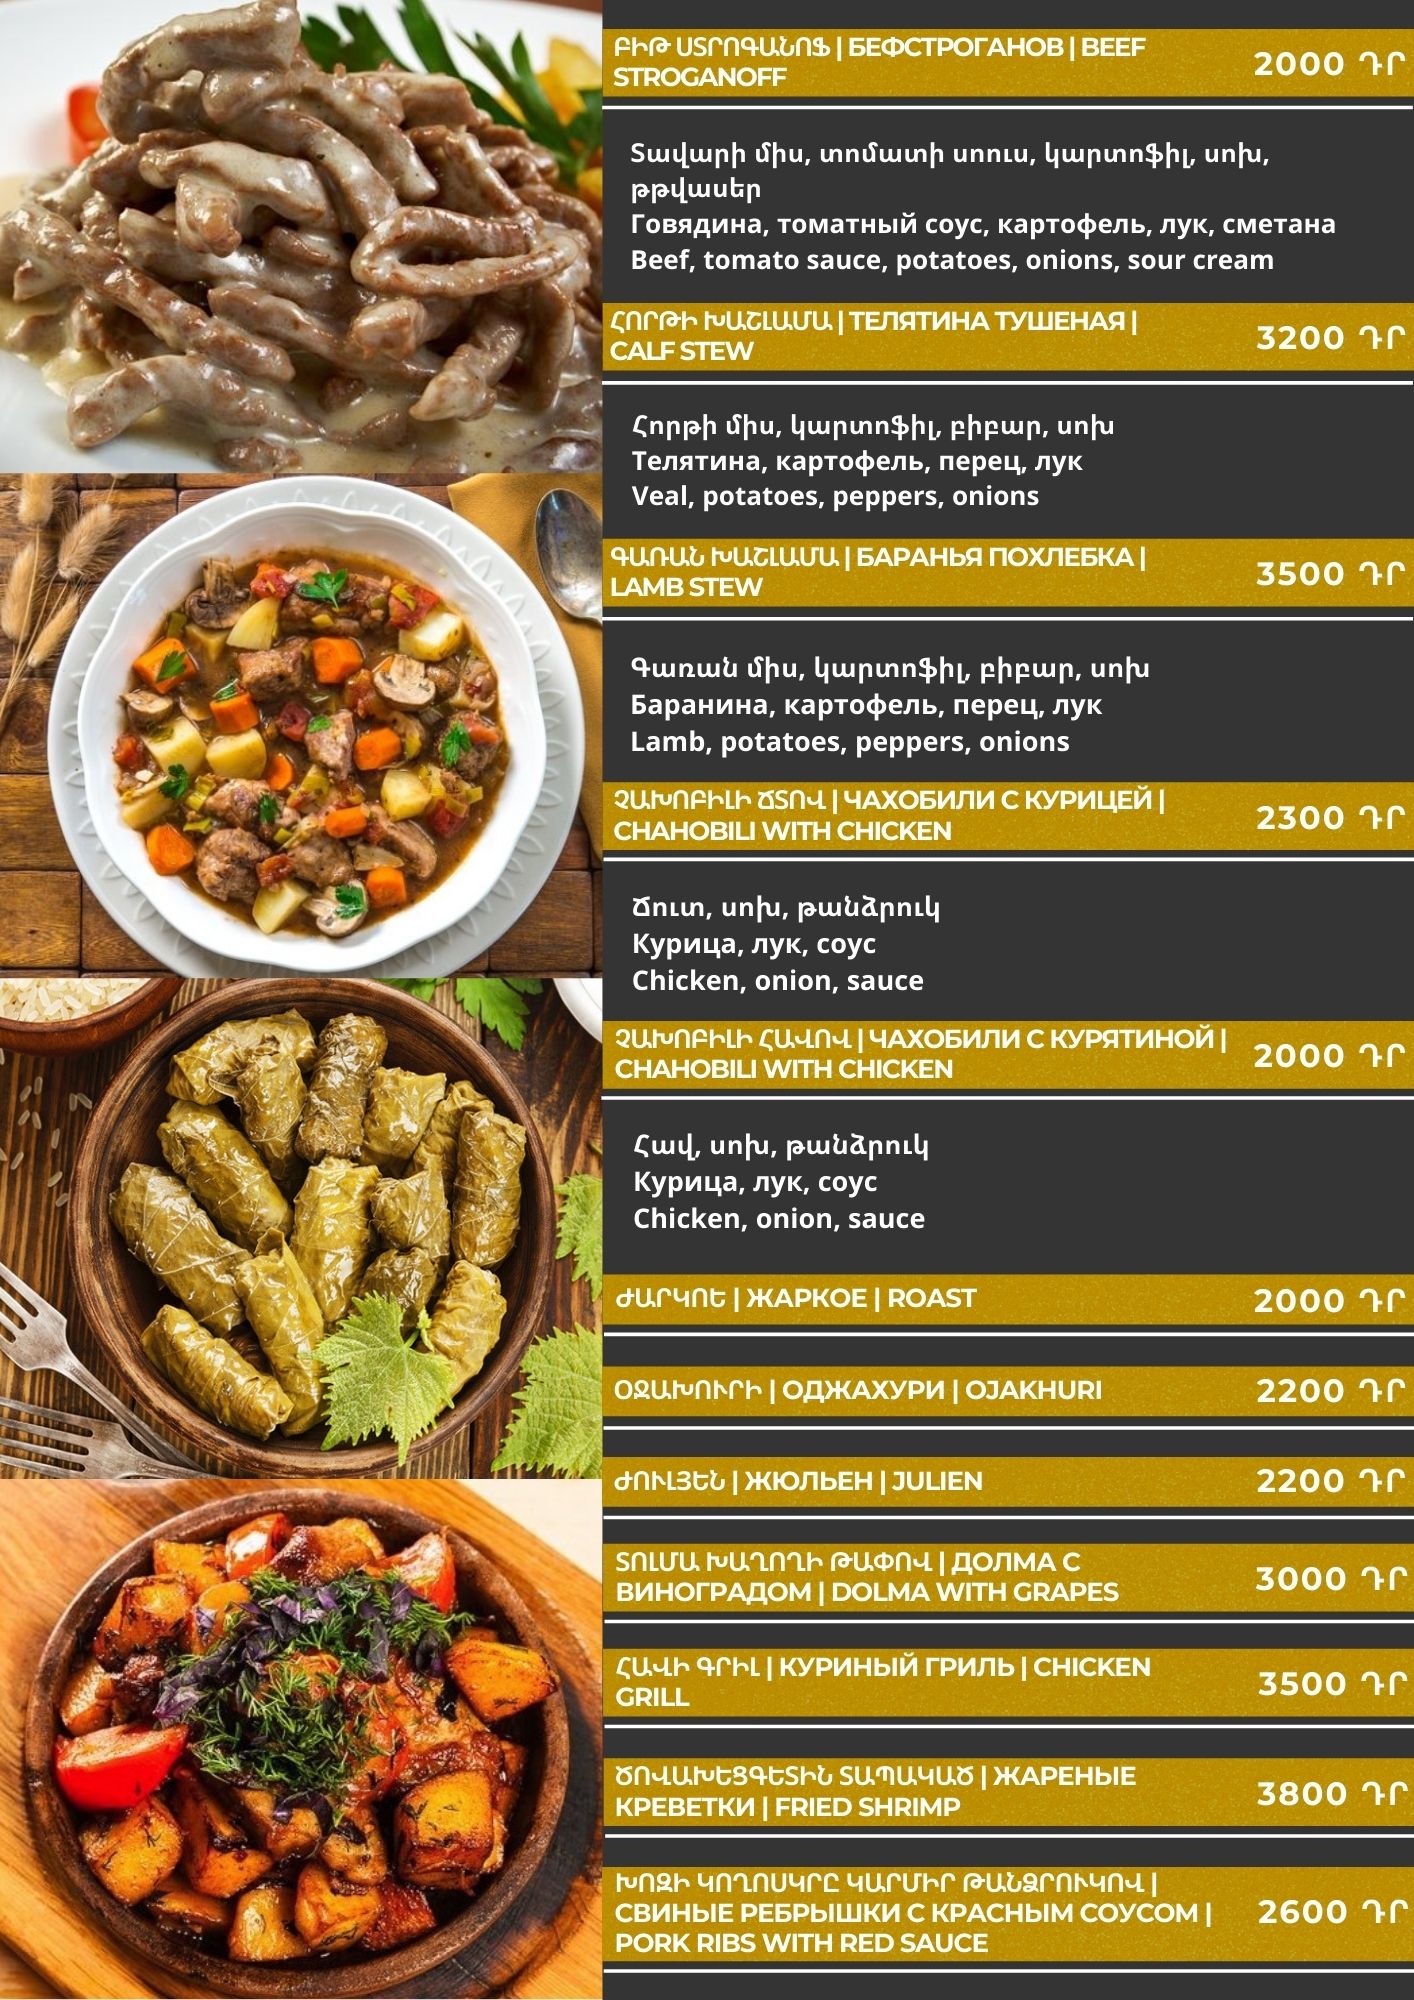 ԲԻԹ ՍՏՐՈԳԱՆՈՖ | БЕФСТРОГАНОВ | BEEF
STROGANOFF
2000 ԴՐ
Տավարի միս, տոմատի սոուս, կարտոֆիլ, սոխ,
թթվասեր
Говядина, томатный соус, картофель, лук, сметана
Beef, tomato sauce, potatoes, onions, sour cream
ՀՈՐԹԻ ԽԱՇԼԱՄԱ | ТЕЛЯТИНА ТУШЕНАЯ |
CALF STEW
3200 ԴՐ
Հորթի միս, կարտոֆիլ, բիբար, սոխ
Телятина, картофель, перец, лук
Veal, potatoes, peppers, onions
ԳԱՌԱՆ ԽԱՇԼԱՄԱ | БАРАНЬЯ ПОХЛЕБКА |
LAMB STEW
3500 ԴՐ
Գառան միս, կարտոֆիլ, բիբար, սոխ
Баранина, картофель, перец, лук
Lamb, potatoes, peppers, onions
ՉԱԽՈԲԻԼԻ ՃՏՈՎ | ЧАХОБИЛИ С КУРИЦЕЙ |
CHAHOBILI WITH CHICKEN
2300 ԴՐ
Ճուտ, սոխ, թանձրուկ
Курица, лук, соус
Chicken, onion, sauce
ՉԱԽՈԲԻԼԻ ՀԱՎՈՎ | ЧАХОБИЛИ С КУРЯТИНОЙ |
CHAHOBILI WITH CHICKEN
2000 ԴՐ
Հավ, սոխ, թանձրուկ
Курица, лук, соус
Chicken, onion, sauce
ԺԱՐԿՈԵ | ЖАРКОЕ | ROAST
2000 ԴՐ
ՕՋԱԽՈՒՐԻ | ОДЖАХУРИ | OJAKHURI
2200 ԴՐ
ԺՈՒԼՅԵՆ | ЖЮЛЬЕН | JULIEN
2200 ԴՐ
ՏՈԼՄԱ ԽԱՂՈՂԻ ԹԱՓՈՎ | ДОЛМА С
ВИНОГРАДОМ | DOLMA WITH GRAPES
3000 ԴՐ
ՀԱՎԻ ԳՐԻԼ | КУРИНЫЙ ГРИЛЬ | CHICKEN
GRILL
3500 ԴՐ
ԾՈՎԱԽԵՑԳԵՏԻՆ ՏԱՊԱԿԱԾ | ЖАРЕНЫЕ
КРЕВЕТКИ | FRIED SHRIMP
3800 ԴՐ
ԽՈԶԻ ԿՈՂՈՍԿՐԸ ԿԱՐՄԻՐ ԹԱՆՁՐՈՒԿՈՎ |
СВИНЫЕ РЕБРЫШКИ С КРАСНЫМ СОУСОМ |
PORK RIBS WITH RED SAUCE
2600 ԴՐ